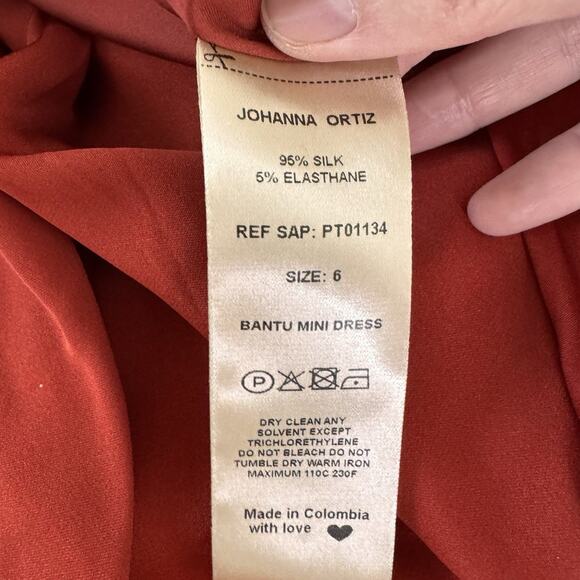 JOHANNA ORTIZ
95% SILK
5% ELASTHANE
REF SAP: PT01134
SIZE: 6
BANTU MINI DRESS
P
DRY CLEAN ANY
SOLVENT EXCEPT
TRICHLORETHYLENE
DO NOT BLEACH DO NOT
TUMBLE DRY WARM IRON
MAXIMUM 110C 230F
Made in Colombia
with love